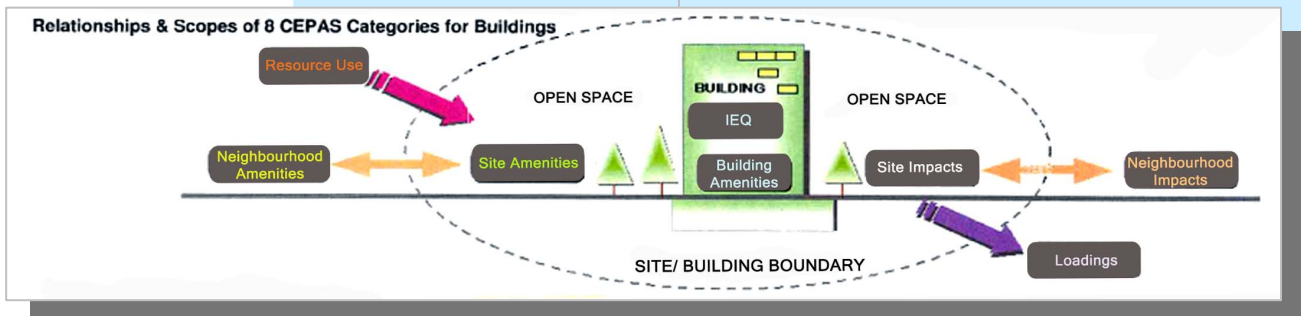 Relationships & Scopes of 8 CEPAS Categories for Buildings
Resource Use
OPEN SPACE
BUILDING
OPEN SPACE
IEQ
Neighbourhood
Amenities
Site Amenities
Building
Amenities
Site Impacts
Neighbourhood
Impacts
SITE/ BUILDING BOUNDARY
Loadings